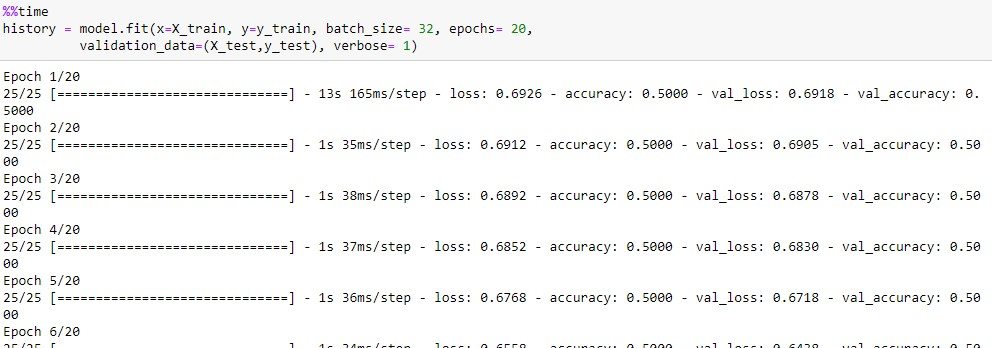 %%time
history = model.fit(x=X_train, y=y_train, batch_size= 32, epochs= 20,
validation_data=(X_test,y_test), verbose= 1)
Epoch 1/20
25/25 [==============================] - 13s 165ms/step - loss: 0.6926 - accuracy: 0.5000 - val_loss: 0.6918 - val_accuracy: 0.
5000
Epoch 2/20
25/25 [==============================] - 1s 35ms/step - loss: 0.6912 - accuracy: 0.5000 - val_loss: 0.6905 - val_accuracy: 0.50
00
Epoch 3/20
25/25 [==============================] - 1s 38ms/step - loss: 0.6892 - accuracy: 0.5000 - val_loss: 0.6878 - val_accuracy: 0.50
00
Epoch 4/20
25/25 [==============================] - 1s 37ms/step - loss: 0.6852 - accuracy: 0.5000 - val_loss: 0.6830 - val_accuracy: 0.50
00
Epoch 5/20
25/25 [==============================] - 1s 36ms/step - loss: 0.6768 - accuracy: 0.5000 - val_loss: 0.6718 - val_accuracy: 0.50
00
Epoch 6/20